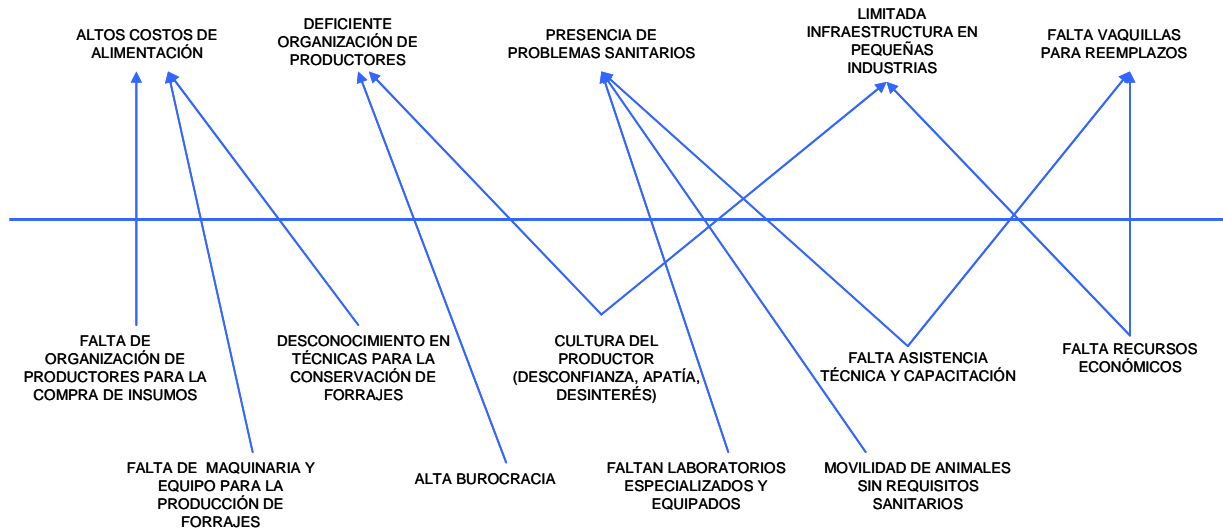 ALTOS COSTOS DE
ALIMENTACIÓN
DEFICIENTE
ORGANIZACIÓN DE
PRODUCTORES
PRESENCIA DE
PROBLEMAS SANITARIOS
LIMITADA
INFRAESTRUCTURA EN
PEQUEÑAS
INDUSTRIAS
FALTA VAQUILLAS
PARA REEMPLAZOS
FALTA DE
ORGANIZACIÓN DE
PRODUCTORES PARA LA
COMPRA DE INSUMOS
DESCONOCIMIENTO EN
TÉCNICAS PARA LA
CONSERVACIÓN DE
FORRAJES
CULTURA DEL
PRODUCTOR
(DESCONFIANZA, APATÍA,
DESINTERÉS)
FALTA ASISTENCIA
TÉCNICA Y CAPACITACIÓN
FALTA RECURSOS
ECONÓMICOS
FALTA DE MAQUINARIA Y
EQUIPO PARA LA
PRODUCCIÓN DE
FORRAJES
ALTA BUROCRACIA
FALTAN LABORATORIOS
ESPECIALIZADOS Y
EQUIPADOS
MOVILIDAD DE ANIMALES
SIN REQUISITOS
SANITARIOS